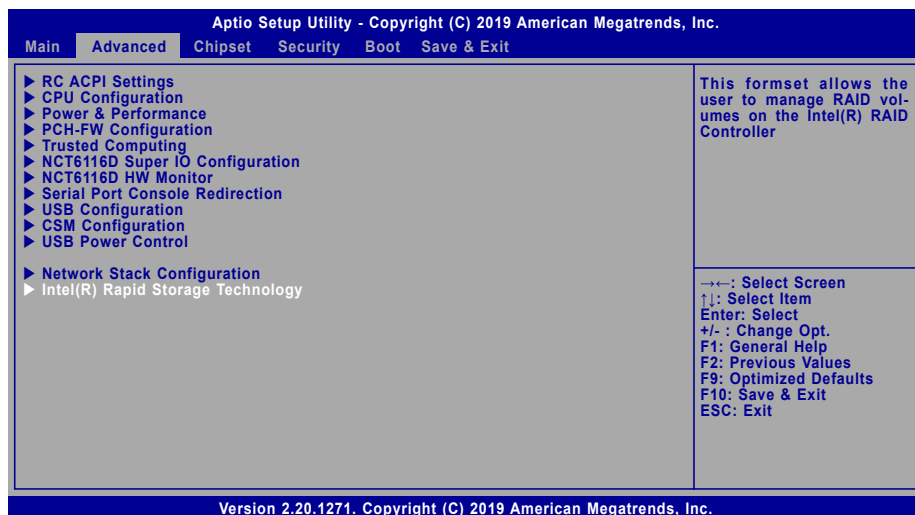 Aptio Setup Utility - Copyright (C) 2019 American Megatrends, Inc.
Main Advanced Chipset Security Boot Save & Exit
▶ RC ACPI Settings
▶ CPU Configuration
▶ Power & Performance
▶ PCH-FW Configuration
▶ Trusted Computing
▶ NCT6116D Super IO Configuration
▶ NCT6116D HW Monitor
▶ Serial Port Console Redirection
▶ USB Configuration
▶ CSM Configuration
▶ USB Power Control
▶ Network Stack Configuration
▶ Intel(R) Rapid Storage Technology
This formset allows the
user to manage RAID vol-
umes on the Intel(R) RAID
Controller
→←: Select Screen
↑↓: Select Item
Enter: Select
+/- : Change Opt.
F1: General Help
F2: Previous Values
F9: Optimized Defaults
F10: Save & Exit
ESC: Exit
Version 2.20.1271. Copyright (C) 2019 American Megatrends, Inc.